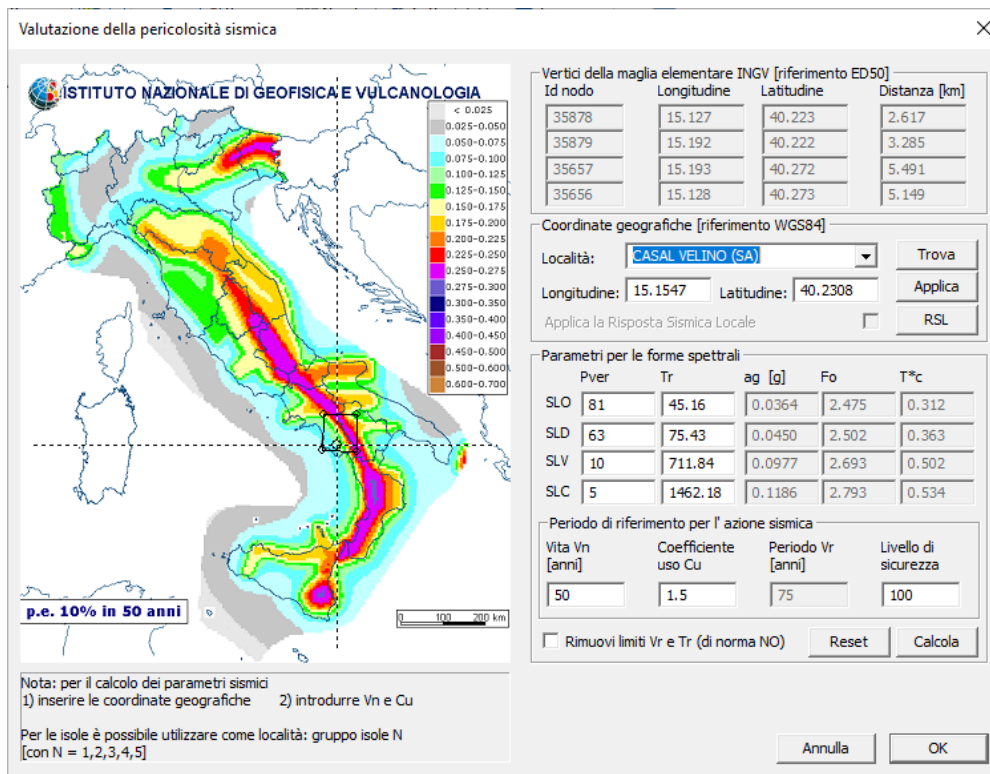 Valutazione della pericolosità sismica
ISTITUTO NAZIONALE DI GEOFISICA E VULCANOLOGIA
< 0.025
0.025-0.050
0.050-0.075
0.075-0.100
0.100-0.125
0.125-0.150
0.150-0.175
0.175-0.200
0.200-0.225
0.225-0.250
0.250-0.275
0.275-0.300
0.300-0.350
0.350-0.400
0.400-0.450
0.450-0.500
0.500-0.600
0.600-0.700
p.e. 10% in 50 anni
0 100 200 km
Nota: per il calcolo dei parametri sismici
1) inserire le coordinate geografiche 2) introdurre Vn e Cu
Per le isole è possibile utilizzare come località: gruppo isole N
[con N = 1,2,3,4,5]
Vertici della maglia elementare INGV [riferimento ED50]
Id nodo Longitudine Latitudine Distanza [km]
35878 15.127 40.223 2.617
35879 15.192 40.222 3.285
35657 15.193 40.272 5.491
35656 15.128 40.273 5.149
Coordinate geografiche [riferimento WGS84]
Località: CASAL VELINO (SA) Trova
Longitudine: 15.1547 Latitudine: 40.2308 Applica
Applica la Risposta Sismica Locale RSL
Parametri per le forme spettrali
Pver Tr ag [g] Fo T*c
SLO 81 45.16 0.0364 2.475 0.312
SLD 63 75.43 0.0450 2.502 0.363
SLV 10 711.84 0.0977 2.693 0.502
SLC 5 1462.18 0.1186 2.793 0.534
Periodo di riferimento per l' azione sismica
Vita Vn Coefficiente Periodo Vr Livello di
[anni] uso Cu [anni] sicurezza
50 1.5 75 100
Rimuovi limiti Vr e Tr (di norma NO) Reset Calcola
Annulla OK